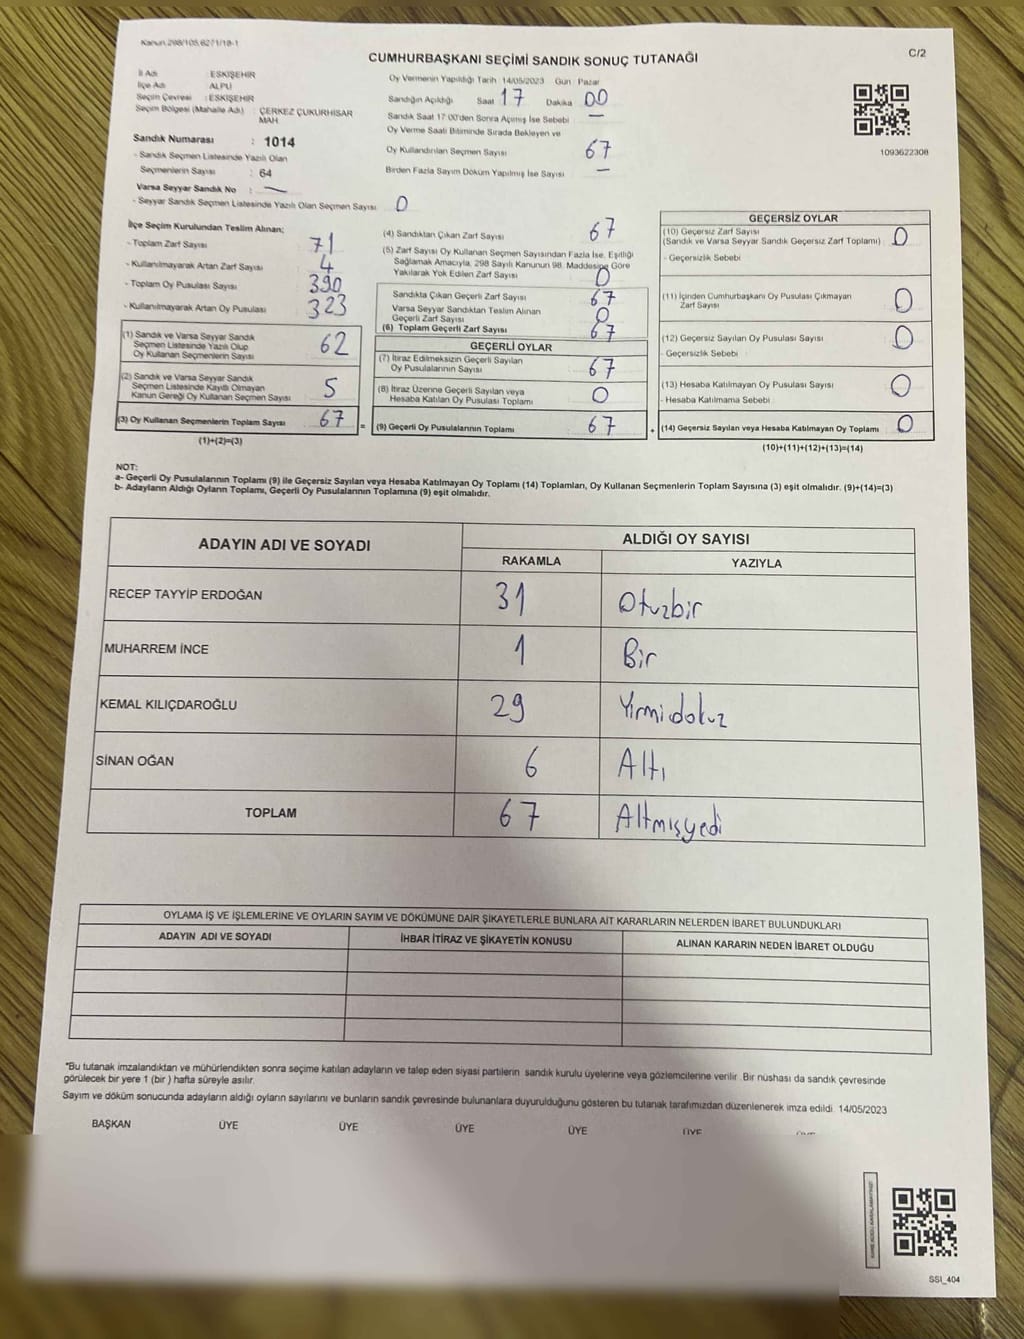 Kanun.298/105,6271/18-1
CUMHURBAŞKANI SEÇİMİ SANDIK SONUÇ TUTANAĞI
C/2
İl Adı : ESKİŞEHİR
İlçe Adı : ALPU
Seçim Çevresi : ESKİŞEHİR
Seçim Bölgesi (Mahalle Adı) : ÇERKEZ ÇUKURHİSAR MAH
Sandık Numarası : 1014
- Sandık Seçmen Listesinde Yazılı Olan
Seçmenlerin Sayısı : 64
Varsa Seyyar Sandık No : —
- Seyyar Sandık Seçmen Listesinde Yazılı Olan Seçmen Sayısı 0
Oy Vermenin Yapıldığı Tarih : 14/05/2023 Gün : Pazar
Sandığın Açıldığı Saat 17 Dakika 00
Sandık Saat 17:00'den Sonra Açımış İse Sebebi : —
Oy Verme Saati Bitiminde Sırada Bekleyen ve
Oy Kullandırılan Seçmen Sayısı 67
Birden Fazla Sayım Döküm Yapılmış İse Sayısı —
1093622308
İlçe Seçim Kurulundan Teslim Alınan;
- Toplam Zarf Sayısı 71
- Kullanılmayarak Artan Zarf Sayısı 4
- Toplam Oy Pusulası Sayısı 390
- Kullanılmayarak Artan Oy Pusulası 323
(1) Sandık ve Varsa Seyyar Sandık
Seçmen Listesinde Yazılı Olup
Oy Kullanan Seçmenlerin Sayısı 62
(2) Sandık ve Varsa Seyyar Sandık
Seçmen Listesinde Kayıtlı Olmayan
Kanun Gereği Oy Kullanan Seçmen Sayısı 5
(3) Oy Kullanan Seçmenlerin Toplam Sayısı 67
(1)+(2)=(3)
(4) Sandıktan Çıkan Zarf Sayısı 67
(5) Zarf Sayısı Oy Kullanan Seçmen Sayısından Fazla İse, Eşitliği
Sağlamak Amacıyla, 298 Sayılı Kanunun 98. Maddesine Göre
Yakılarak Yok Edilen Zarf Sayısı 0
Sandıkta Çıkan Geçerli Zarf Sayısı 67
Varsa Seyyar Sandıktan Teslim Alınan
Geçerli Zarf Sayısı 0
(6) Toplam Geçerli Zarf Sayısı 67
GEÇERLİ OYLAR
(7) İtiraz Edilmeksizin Geçerli Sayılan
Oy Pusulalarının Sayısı 67
(8) İtiraz Üzerine Geçerli Sayılan veya
Hesaba Katılan Oy Pusulası Toplamı 0
= (9) Geçerli Oy Pusulalarının Toplamı 67
GEÇERSİZ OYLAR
(10) Geçersiz Zarf Sayısı
(Sandık ve Varsa Seyyar Sandık Geçersiz Zarf Toplamı) 0
- Geçersizlik Sebebi
(11) İçinden Cumhurbaşkanı Oy Pusulası Çıkmayan
Zarf Sayısı 0
(12) Geçersiz Sayılan Oy Pusulası Sayısı 0
- Geçersizlik Sebebi
(13) Hesaba Katılmayan Oy Pusulası Sayısı 0
- Hesaba Katılmama Sebebi
+ (14) Geçersiz Sayılan veya Hesaba Katılmayan Oy Toplamı 0
(10)+(11)+(12)+(13)=(14)
NOT:
a- Geçerli Oy Pusulalarının Toplamı (9) ile Geçersiz Sayılan veya Hesaba Katılmayan Oy Toplamı (14) Toplamları, Oy Kullanan Seçmenlerin Toplam Sayısına (3) eşit olmalıdır. (9)+(14)=(3)
b- Adayların Aldığı Oyların Toplamı, Geçerli Oy Pusulalarının Toplamına (9) eşit olmalıdır.
ADAYIN ADI VE SOYADI
ALDIĞI OY SAYISI
RAKAMLA YAZIYLA
RECEP TAYYİP ERDOĞAN 31 Otuzbir
MUHARREM İNCE 1 Bir
KEMAL KILIÇDAROĞLU 29 Yirmidokuz
SİNAN OĞAN 6 Altı
TOPLAM 67 Altmışyedi
OYLAMA İŞ VE İŞLEMLERİNE VE OYLARIN SAYIM VE DÖKÜMÜNE DAİR ŞİKAYETLERLE BUNLARA AİT KARARLARIN NELERDEN İBARET BULUNDUKLARI
ADAYIN ADI VE SOYADI İHBAR İTİRAZ VE ŞİKAYETİN KONUSU ALINAN KARARIN NEDEN İBARET OLDUĞU
*Bu tutanak imzalandıktan ve mühürlendikten sonra seçime katılan adayların ve talep eden siyasi partilerin sandık kurulu üyelerine veya gözlemcilerine verilir. Bir nüshası da sandık çevresinde
görülecek bir yere 1 (bir ) hafta süreyle asılır.
Sayım ve döküm sonucunda adayların aldığı oyların sayılarını ve bunların sandık çevresinde bulunanlara duyurulduğunu gösteren bu tutanak tarafımızdan düzenlenerek imza edildi. 14/05/2023
BAŞKAN ÜYE ÜYE ÜYE ÜYE ÜYE
SSI_404